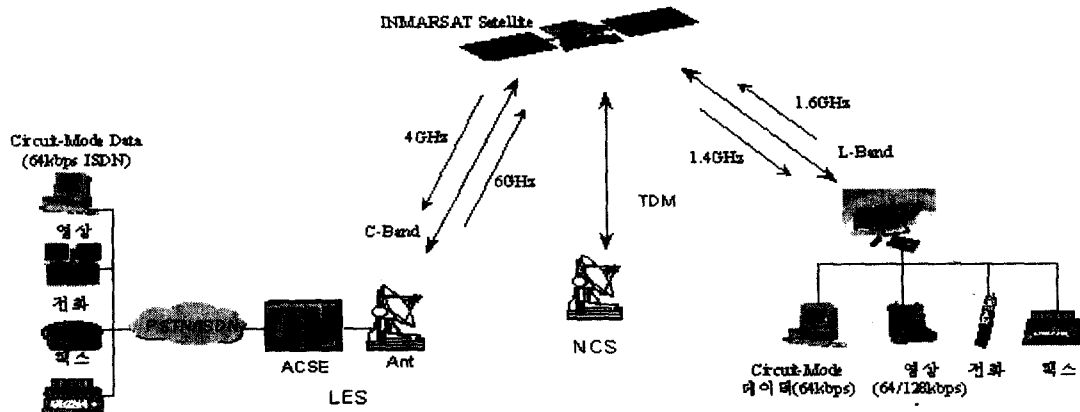 INMARSAT Satellite
1.6GHz
4GHz
Circuit-Mode Data
(64kbps ISDN)
1.4GHz
L-Band
6GHz
TDM
영상
C-Band
전화
PSTN/ISDN
팩스
ACSE
Ant
NCS
LES
Circuit-Mode
데이터(64kbps)
영상
(64/128kbps)
전화
팩스